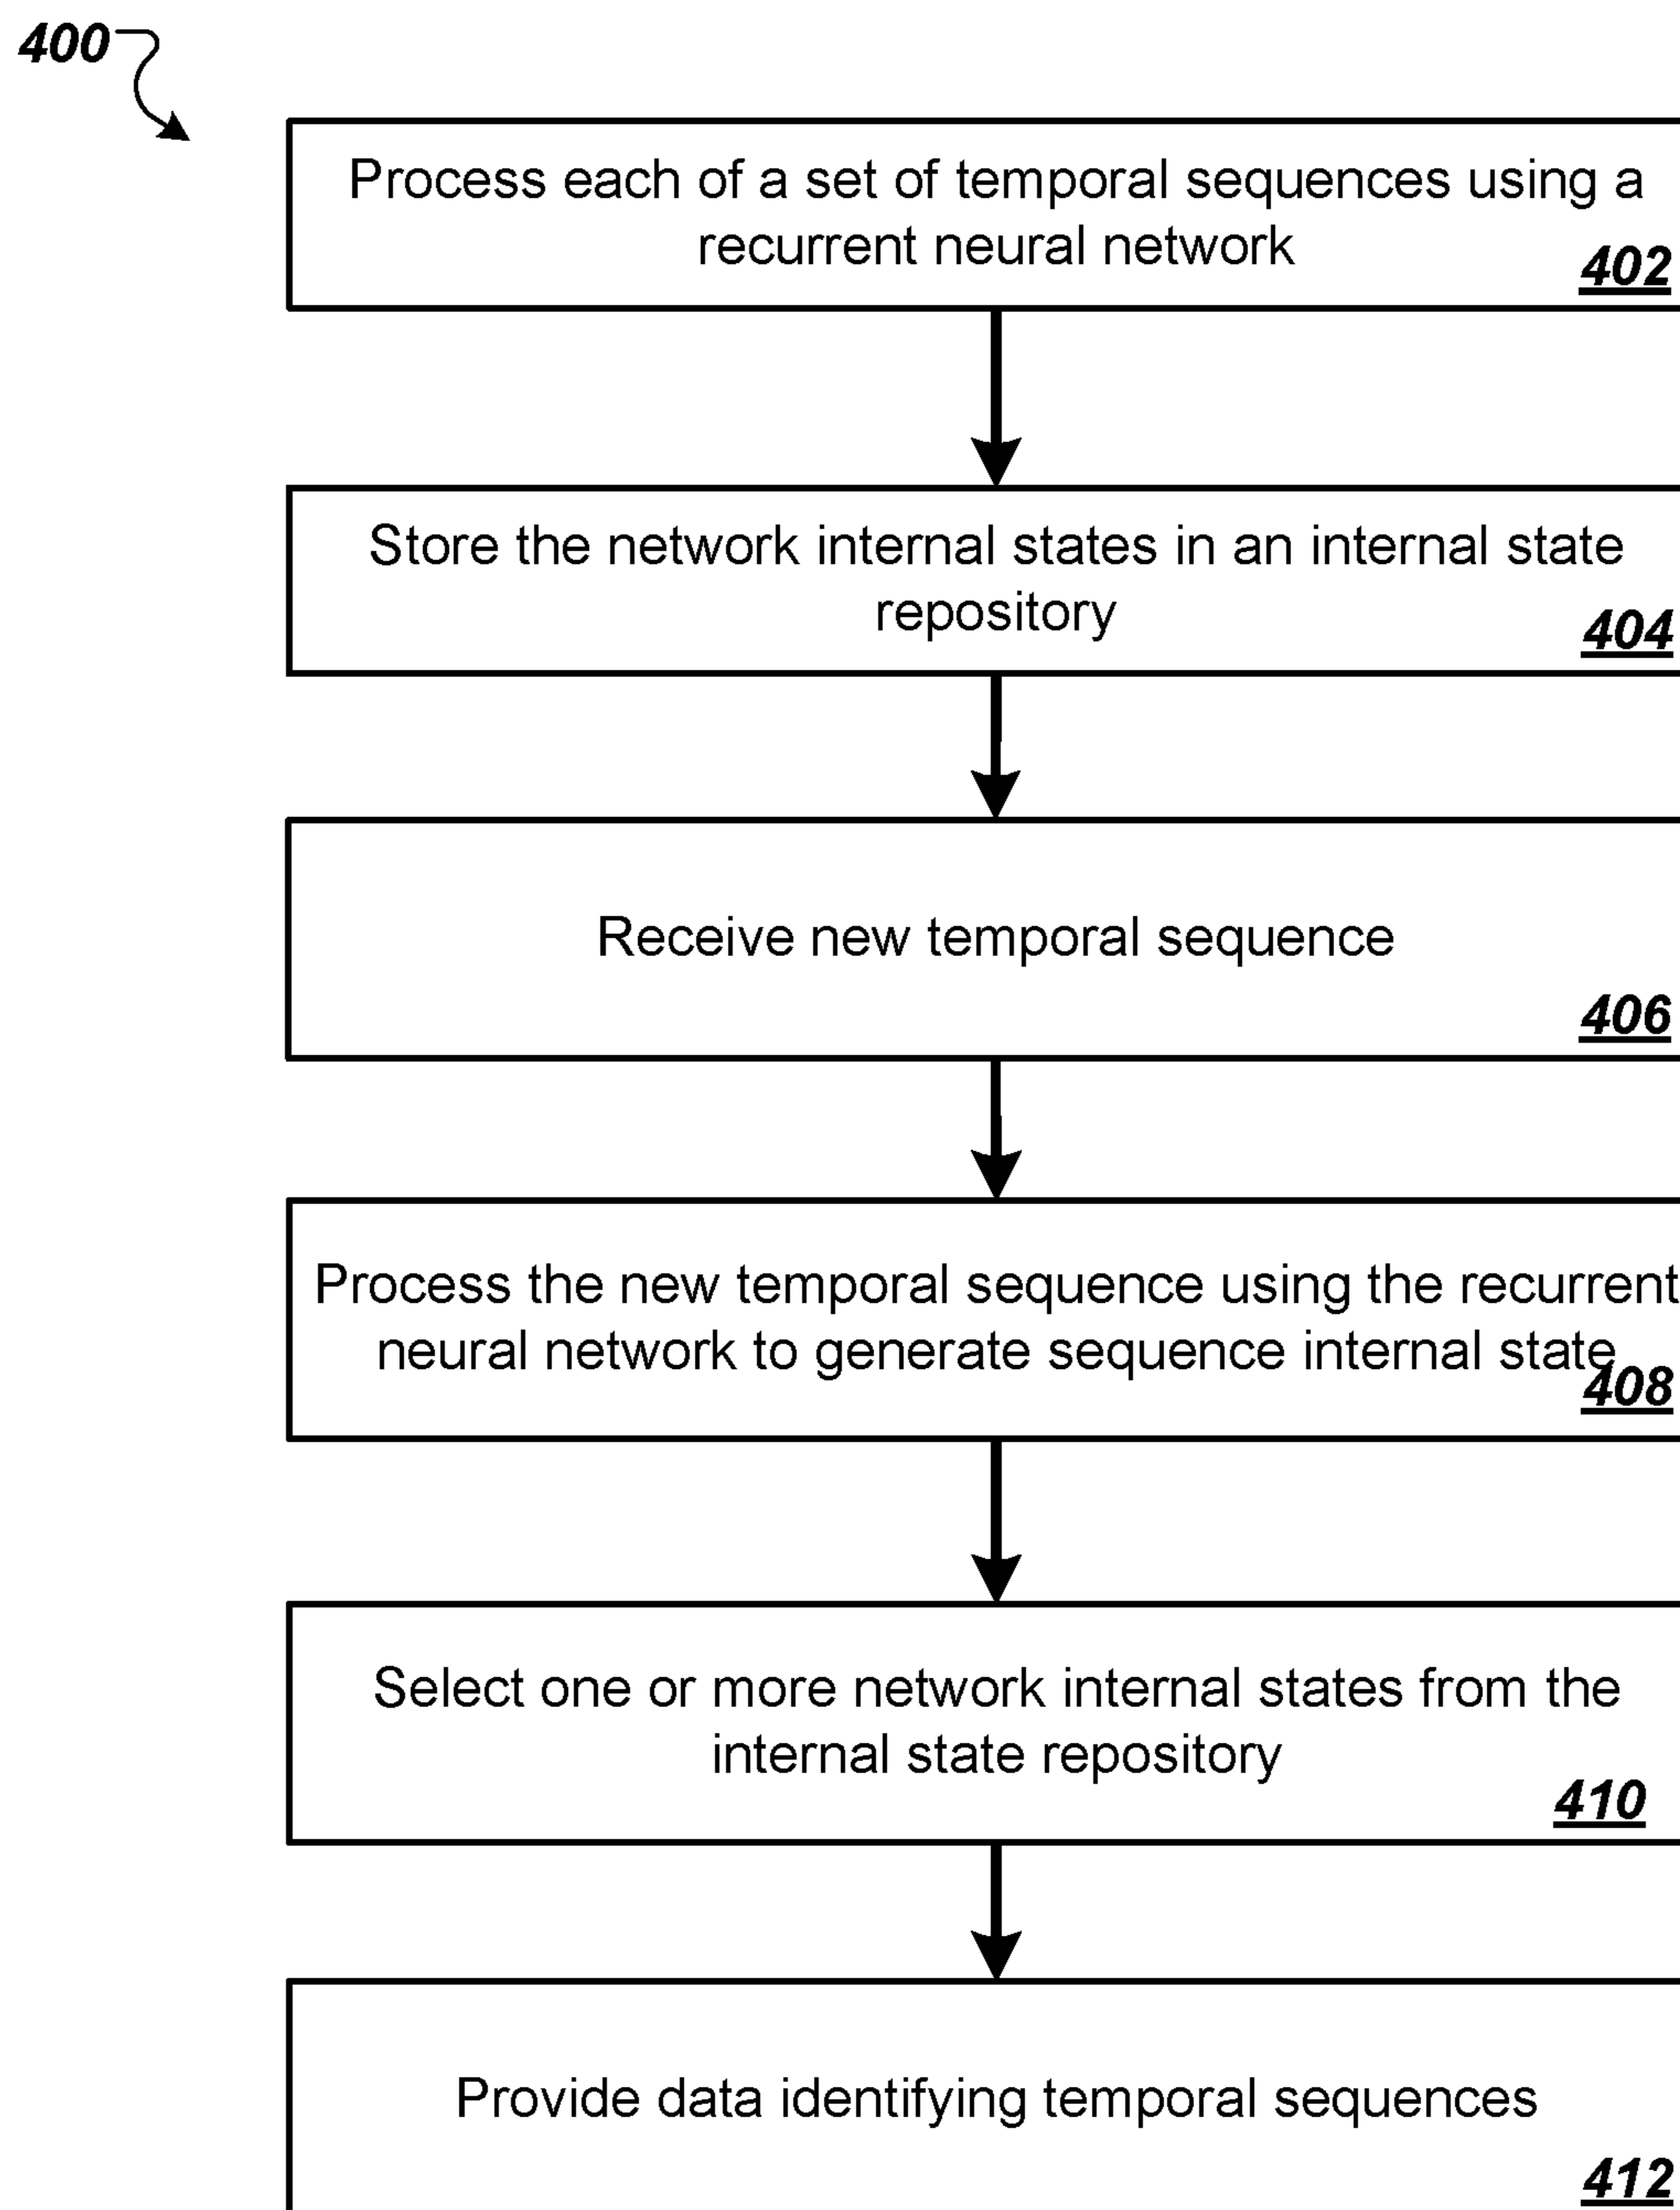 400
Process each of a set of temporal sequences using a
recurrent neural network
402
Store the network internal states in an internal state
repository
404
Receive new temporal sequence
406
Process the new temporal sequence using the recurrent
neural network to generate sequence internal state
408
Select one or more network internal states from the
internal state repository
410
Provide data identifying temporal sequences
412